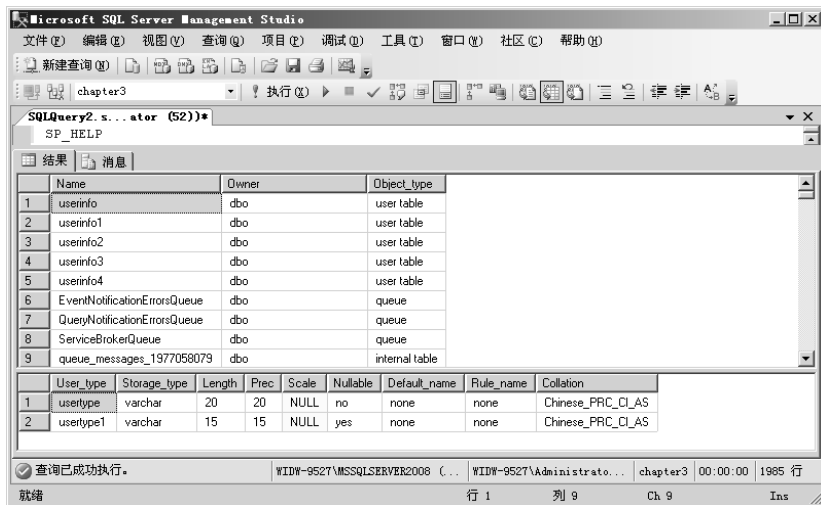 Microsoft SQL Server Management Studio
文件(F) 编辑(E) 视图(V) 查询(Q) 项目(P) 调试(D) 工具(T) 窗口(W) 社区(C) 帮助(H)
新建查询(N)
chapter3 执行(X)
SQLQuery2.s...ator (52))*
SP_HELP
结果 消息
Name Owner Object_type
1 userinfo dbo user table
2 userinfo1 dbo user table
3 userinfo2 dbo user table
4 userinfo3 dbo user table
5 userinfo4 dbo user table
6 EventNotificationErrorsQueue dbo queue
7 QueryNotificationErrorsQueue dbo queue
8 ServiceBrokerQueue dbo queue
9 queue_messages_1977058079 dbo internal table
User_type Storage_type Length Prec Scale Nullable Default_name Rule_name Collation
1 usertype varchar 20 20 NULL no none none Chinese_PRC_CI_AS
2 usertype1 varchar 15 15 NULL yes none none Chinese_PRC_CI_AS
查询已成功执行。 WIDW-9527\MSSQLSERVER2008 (... WIDW-9527\Administrato... chapter3 00:00:00 1985 行
就绪 行 1 列 9 Ch 9 Ins